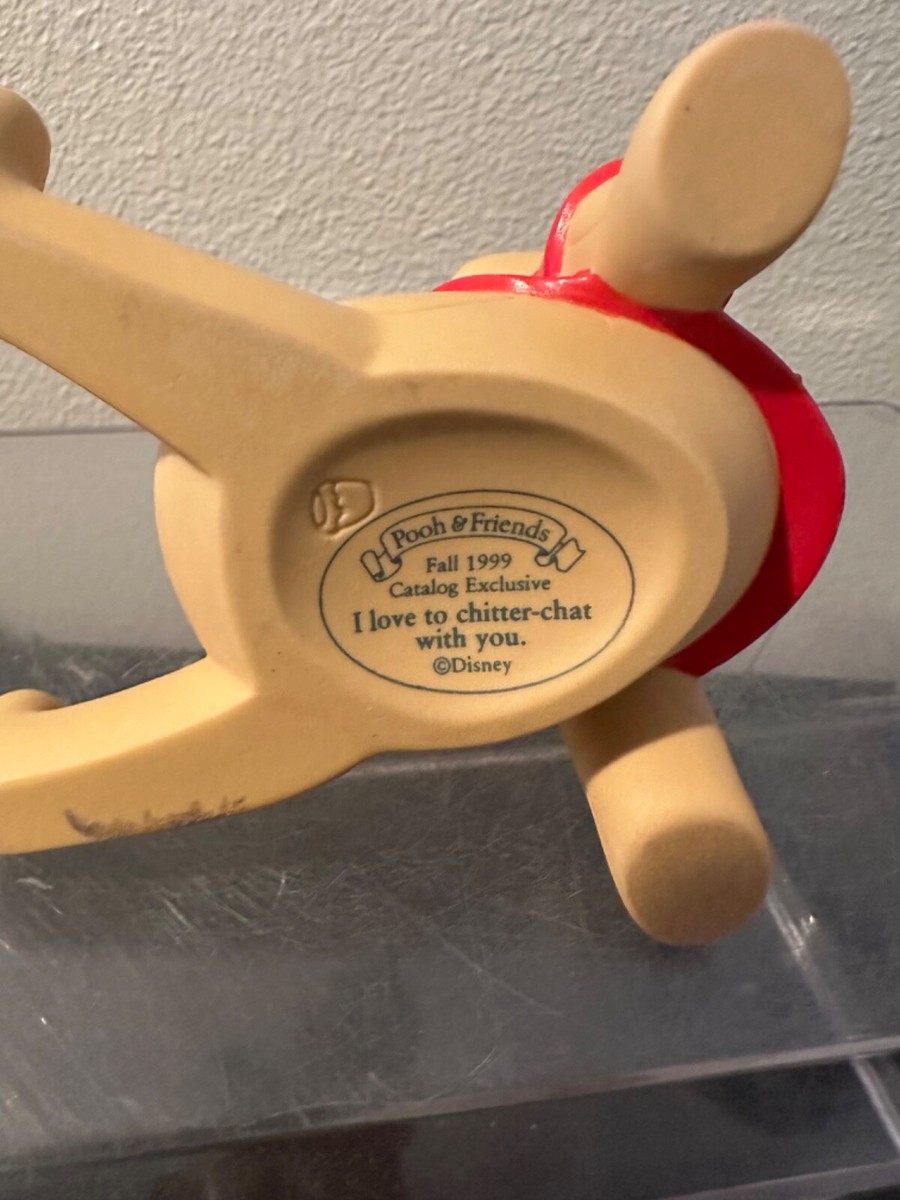 Pooh & Friends
Fall 1999
Catalog Exclusive
I love to chitter-chat
with you.
©Disney